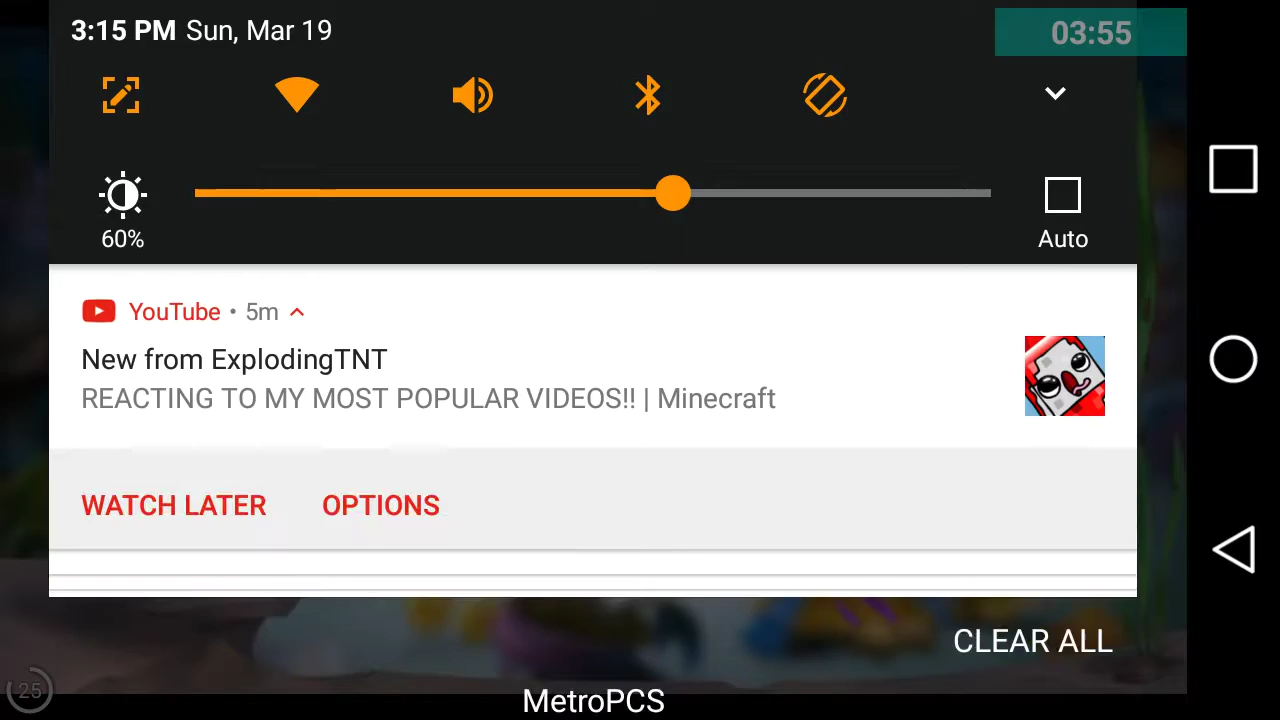 3:15 PM Sun, Mar 19
03:55
60%
Auto
YouTube • 5m
New from ExplodingTNT
REACTING TO MY MOST POPULAR VIDEOS!! | Minecraft
WATCH LATER OPTIONS
CLEAR ALL
25
MetroPCS